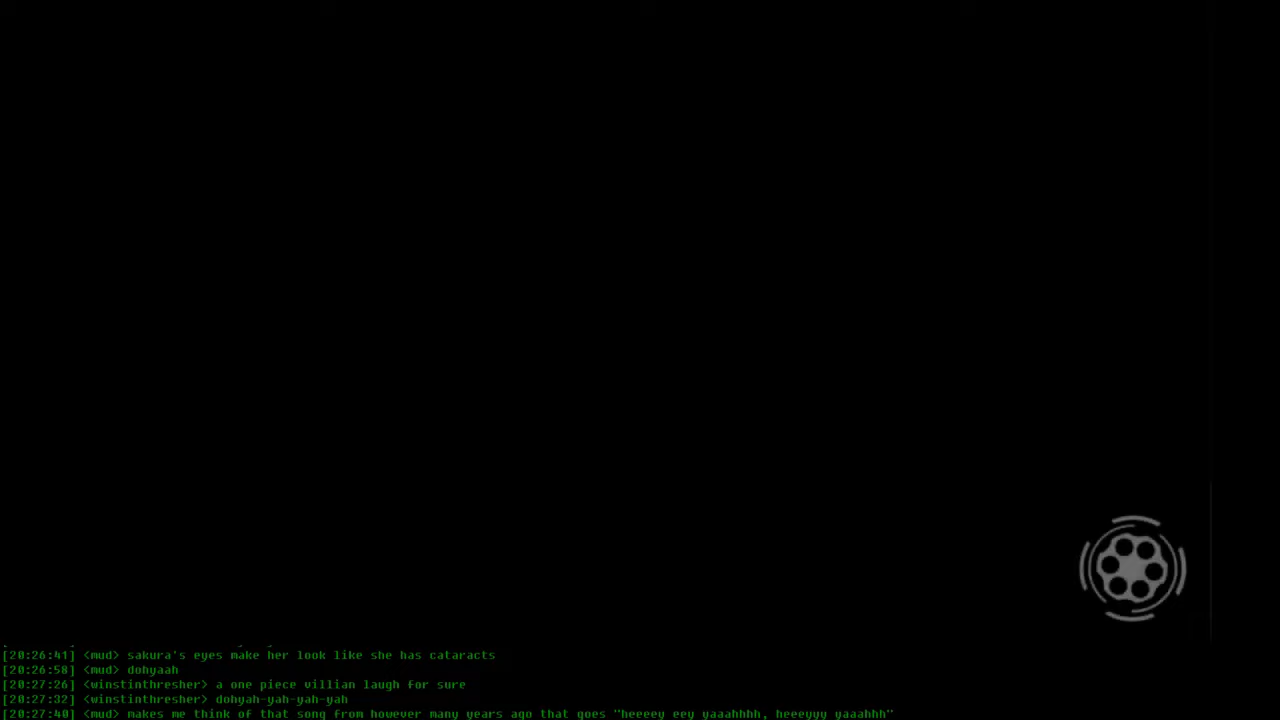 [20:26:41] <mud> sakura's eyes make her look like she has cataracts
[20:26:58] <mud> dohyaah
[20:27:26] <winstinthresher> a one piece villian laugh for sure
[20:27:32] <winstinthresher> dohyah-yah-yah-yah
[20:27:40] <mud> makes me think of that song from however many years ago that goes "heeeey eey yaaahhhh, heeeyyy yaaahhh"